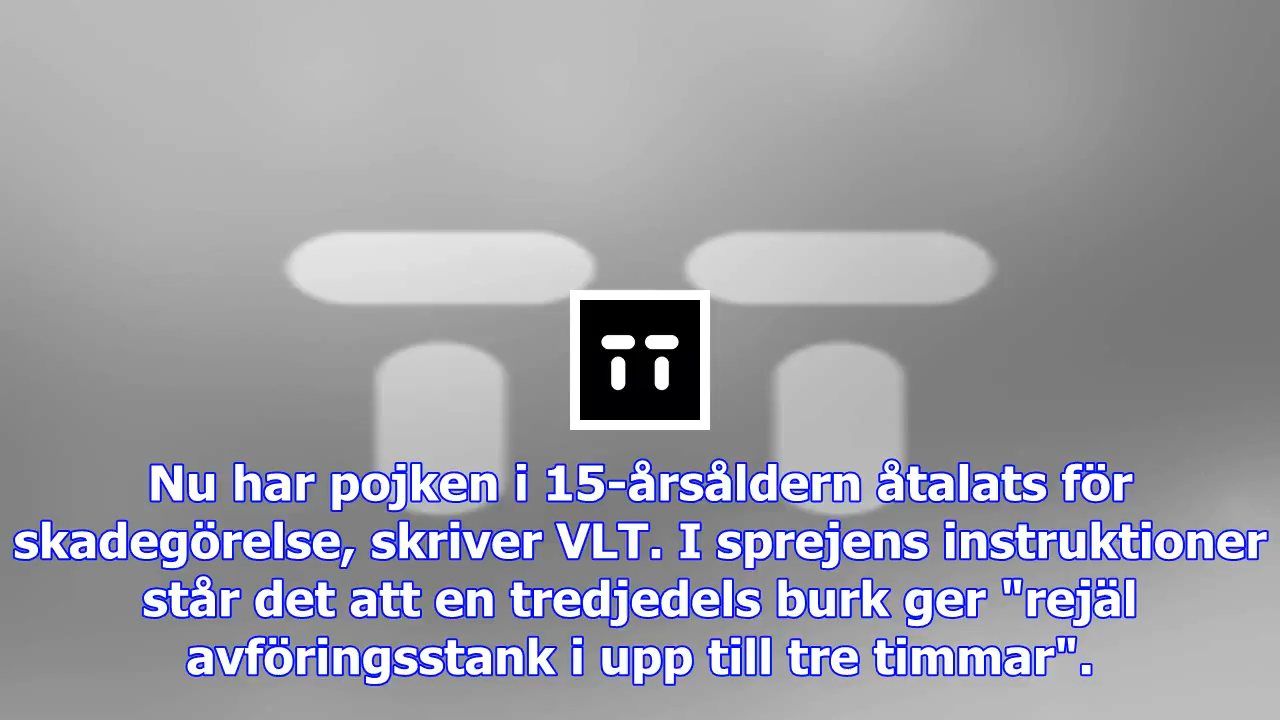 Nu har pojken i 15-årsåldern åtalats för
skadegörelse, skriver VLT. I sprejens instruktioner
står det att en tredjedels burk ger "rejäl
avföringsstank i upp till tre timmar".